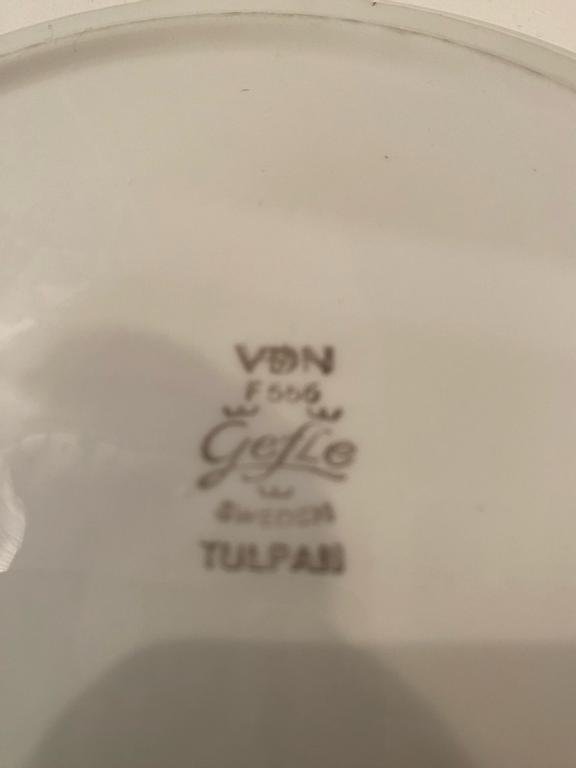 VDN
F 556
Gefle
SWEDEN
TULPAN